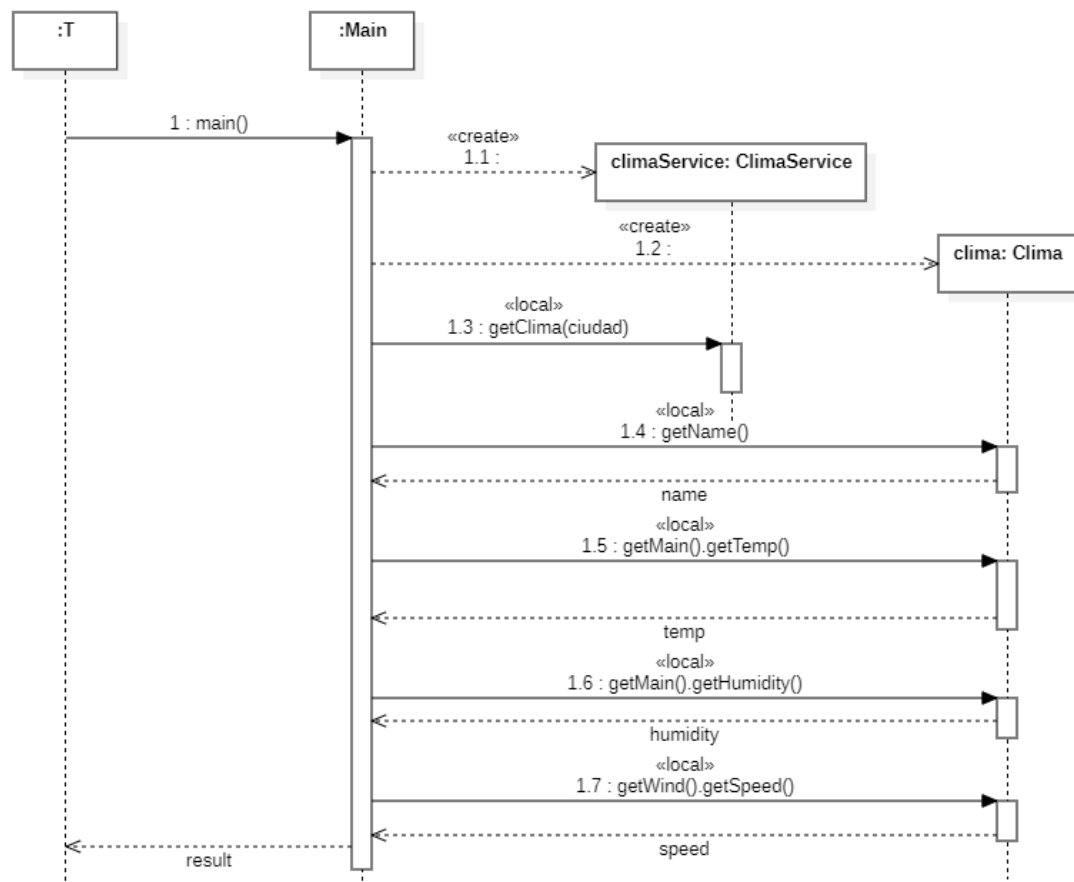 :T
:Main
1 : main()
«create»
1.1 :
climaService: ClimaService
«create»
1.2 :
clima: Clima
«local»
1.3 : getClima(ciudad)
«local»
1.4 : getName()
name
«local»
1.5 : getMain().getTemp()
temp
«local»
1.6 : getMain().getHumidity()
humidity
«local»
1.7 : getWind().getSpeed()
speed
result